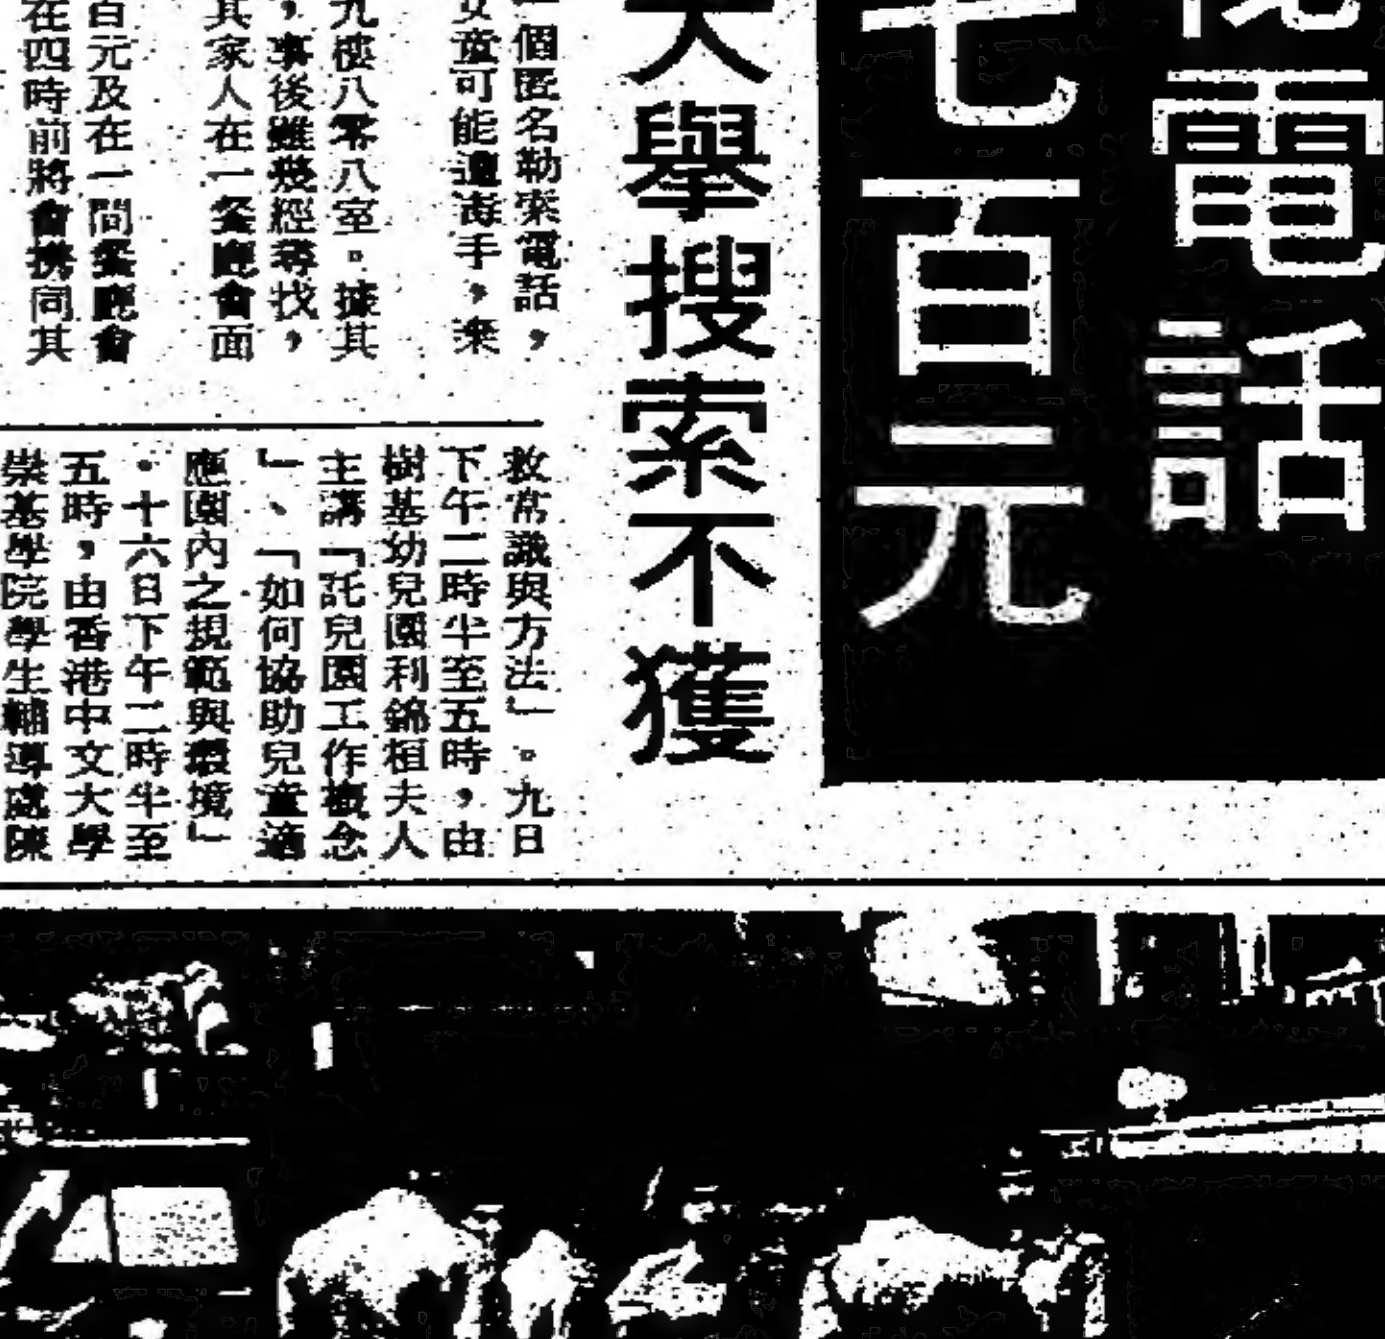 電話
七百元
大舉搜索不獲
一個匿名勒索電話，
女童可能遭毒手，案
九樓八零八室。據其
，事後雖幾經尋找，
其家人在一餐廳會面
百元及在一間餐廳會
在四時前將會携同其
救常識與方法」。九日
下午二時半至五時，由
樹基幼兒園利錦桓夫人
主講「託兒園工作概念
」、「如何協助兒童適
應園內之規範與環境」
。十六日下午二時半至
五時，由香港中文大學
崇基學院學生輔導處陳